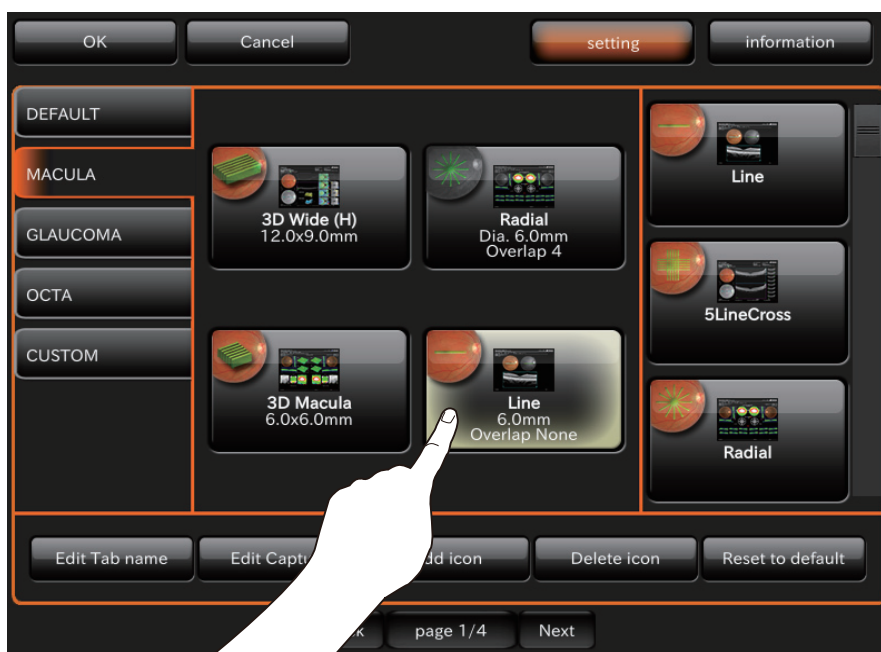 OK
Cancel
setting
information
DEFAULT
MACULA
GLAUCOMA
OCTA
CUSTOM
3D Wide (H)
12.0x9.0mm
Radial
Dia. 6.0mm
Overlap 4
3D Macula
6.0x6.0mm
Line
6.0mm
Overlap None
Line
5LineCross
Radial
Edit Tab name
Edit
icon
Delete icon
Reset to default
page 1/4
Next